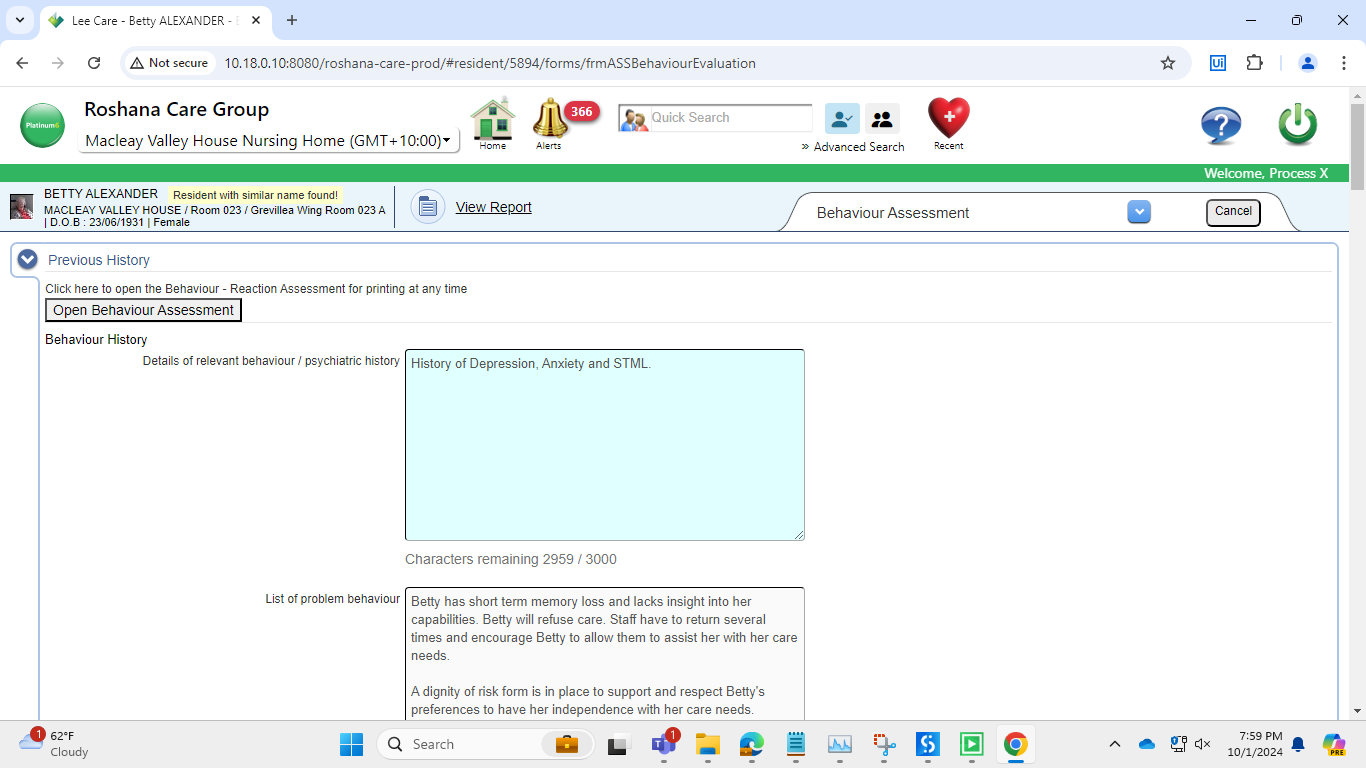 Lee Care - Betty ALEXANDER -
Not secure
10.18.0.10:8080/roshana-care-prod/#resident/5894/forms/frmASSBehaviourEvaluation
Platinum
Roshana Care Group
Macleay Valley House Nursing Home (GMT+10:00)
Home
366
Alerts
Quick Search
» Advanced Search
Recent
Welcome, Process X
BETTY ALEXANDER Resident with similar name found!
MACLEAY VALLEY HOUSE / Room 023 / Grevillea Wing Room 023 A
| D.O.B : 23/06/1931 | Female
View Report
Behaviour Assessment
Cancel
Previous History
Click here to open the Behaviour - Reaction Assessment for printing at any time
Open Behaviour Assessment
Behaviour History
Details of relevant behaviour / psychiatric history
History of Depression, Anxiety and STML.
Characters remaining 2959 / 3000
List of problem behaviour
Betty has short term memory loss and lacks insight into her
capabilities. Betty will refuse care. Staff have to return several
times and encourage Betty to allow them to assist her with her care
needs.
A dignity of risk form is in place to support and respect Betty's
preferences to have her independence with her care needs.
1
62°F
Cloudy
Search
1
7:59 PM
10/1/2024
PRE